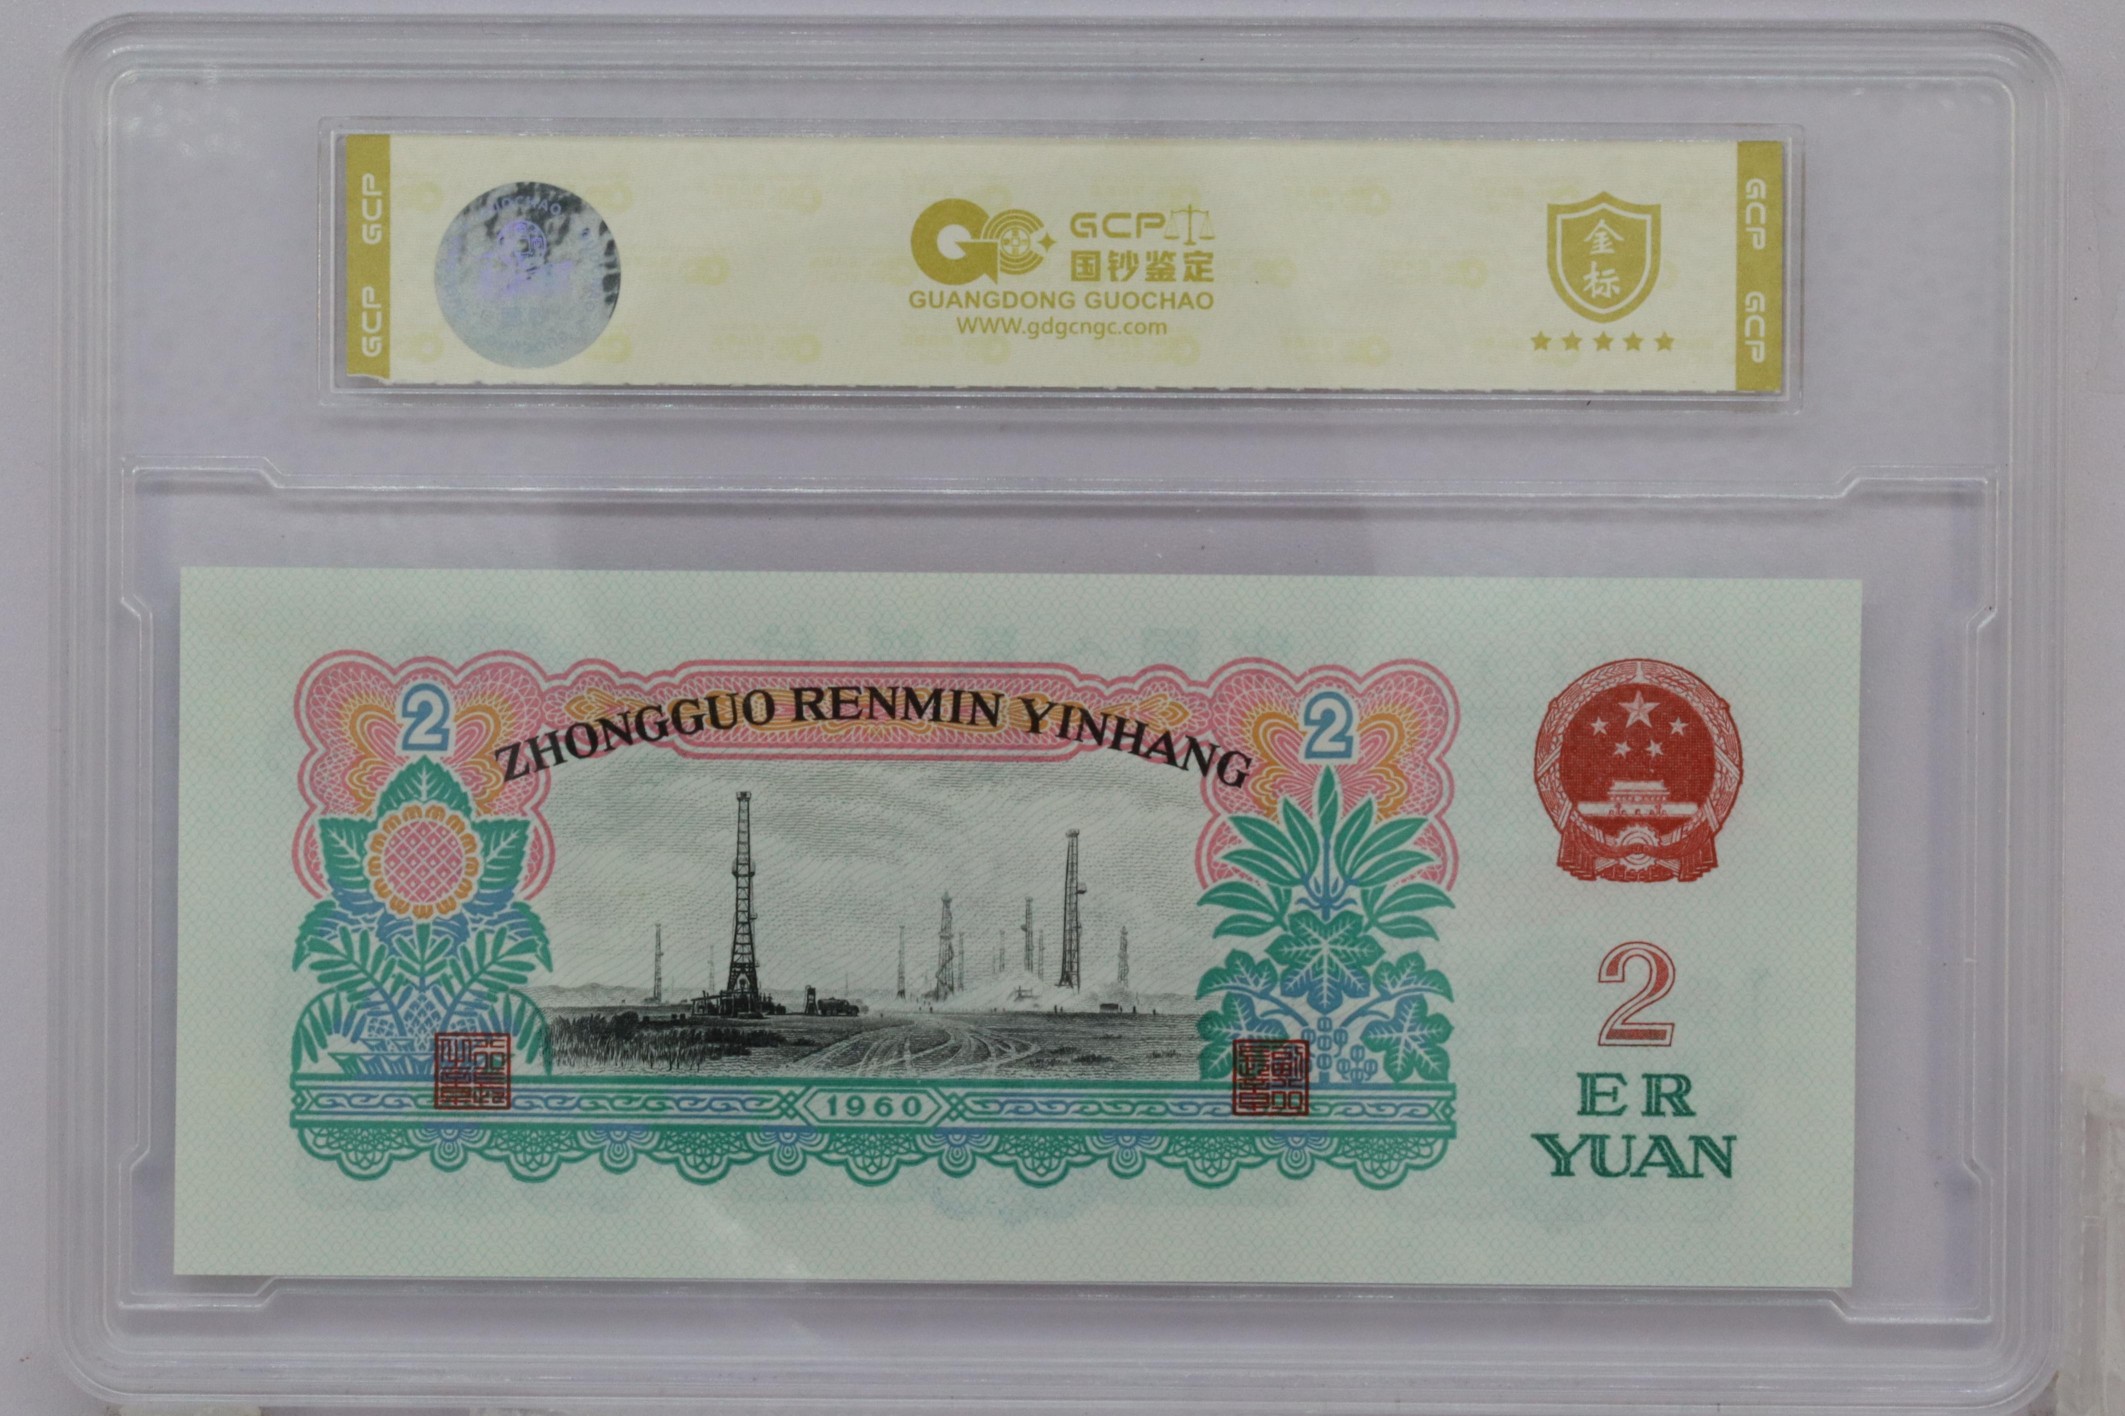 GCP GCP
GUOCHAO
GCP
国钞鉴定
GUANGDONG GUOCHAO
WWW.gdgcngc.com
金标
GCP GCP
2
ZHONGGUO RENMIN YINHANG
2
1960
2
ER
YUAN